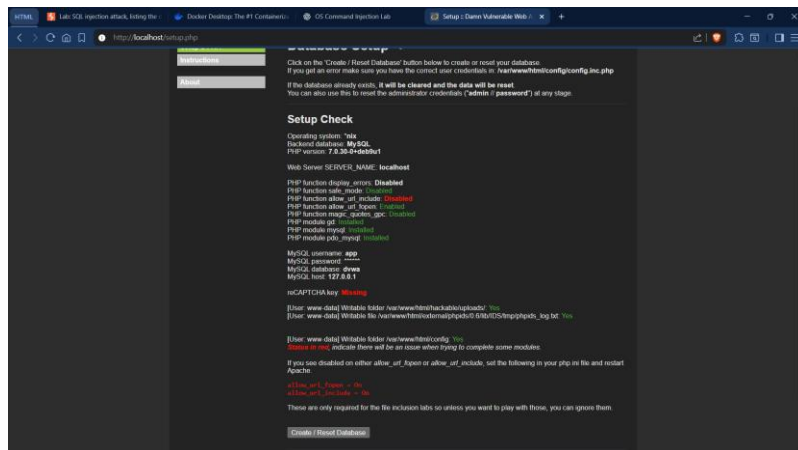 HTML
Lab: SQL injection attack, listing the
Docker Desktop: The #1 Containeriz
OS Command Injection Lab
Setup :: Damn Vulnerable Web A
http://localhost/setup.php
Database Setup
Instructions
About
Click on the 'Create / Reset Database' button below to create or reset your database.
If you get an error make sure you have the correct user credentials in: /var/www/html/config/config.inc.php
If the database already exists, it will be cleared and the data will be reset.
You can also use this to reset the administrator credentials ("admin // password") at any stage.
Setup Check
Operating system: *nix
Backend database: MySQL
PHP version: 7.0.30-0+deb9u1
Web Server SERVER_NAME: localhost
PHP function display_errors: Disabled
PHP function safe_mode: Disabled
PHP function allow_url_include: Disabled
PHP function allow_url_fopen: Enabled
PHP function magic_quotes_gpc: Disabled
PHP module gd: Installed
PHP module mysql: Installed
PHP module pdo_mysql: Installed
MySQL username: app
MySQL password: ******
MySQL database: dvwa
MySQL host: 127.0.0.1
reCAPTCHA key: Missing
[User: www-data] Writable folder /var/www/html/hackable/uploads/: Yes
[User: www-data] Writable file /var/www/html/external/phpids/0.6/lib/IDS/tmp/phpids_log.txt: Yes
[User: www-data] Writable folder /var/www/html/config: Yes
Status in red, indicate there will be an issue when trying to complete some modules.
If you see disabled on either allow_url_fopen or allow_url_include, set the following in your php.ini file and restart
Apache.
allow_url_fopen = On
allow_url_include = On
These are only required for the file inclusion labs so unless you want to play with those, you can ignore them.
Create / Reset Database